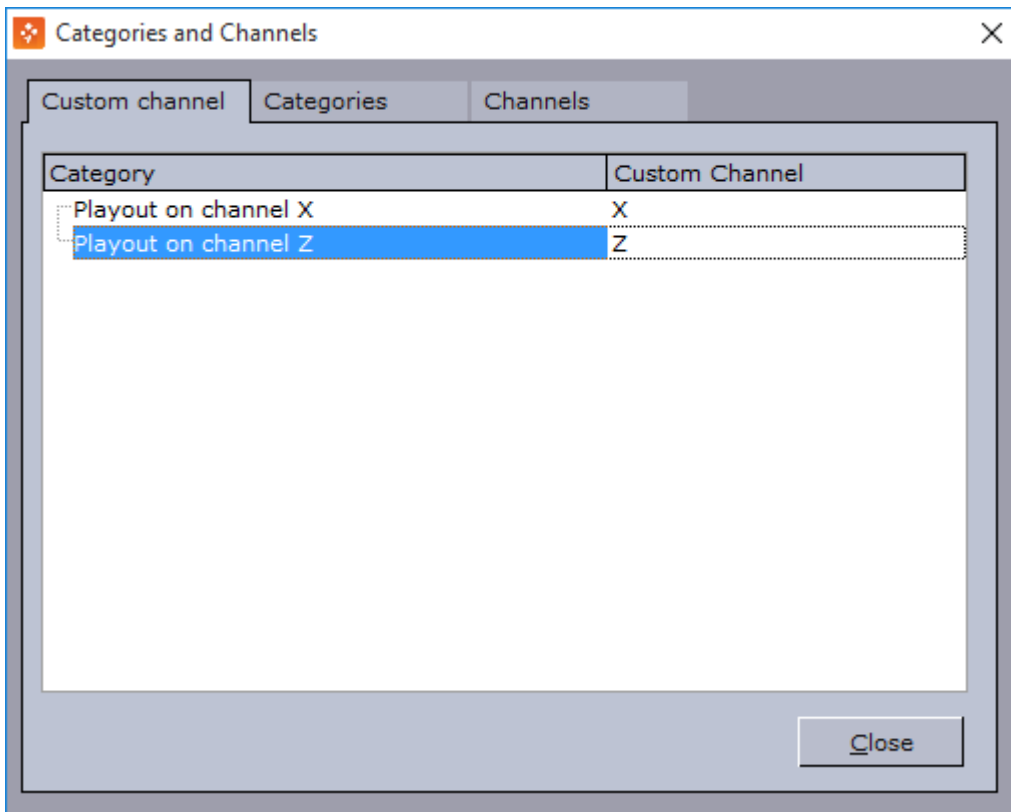 Categories and Channels
Custom channel Categories Channels
Category Custom Channel
Playout on channel X X
Playout on channel Z Z
Close